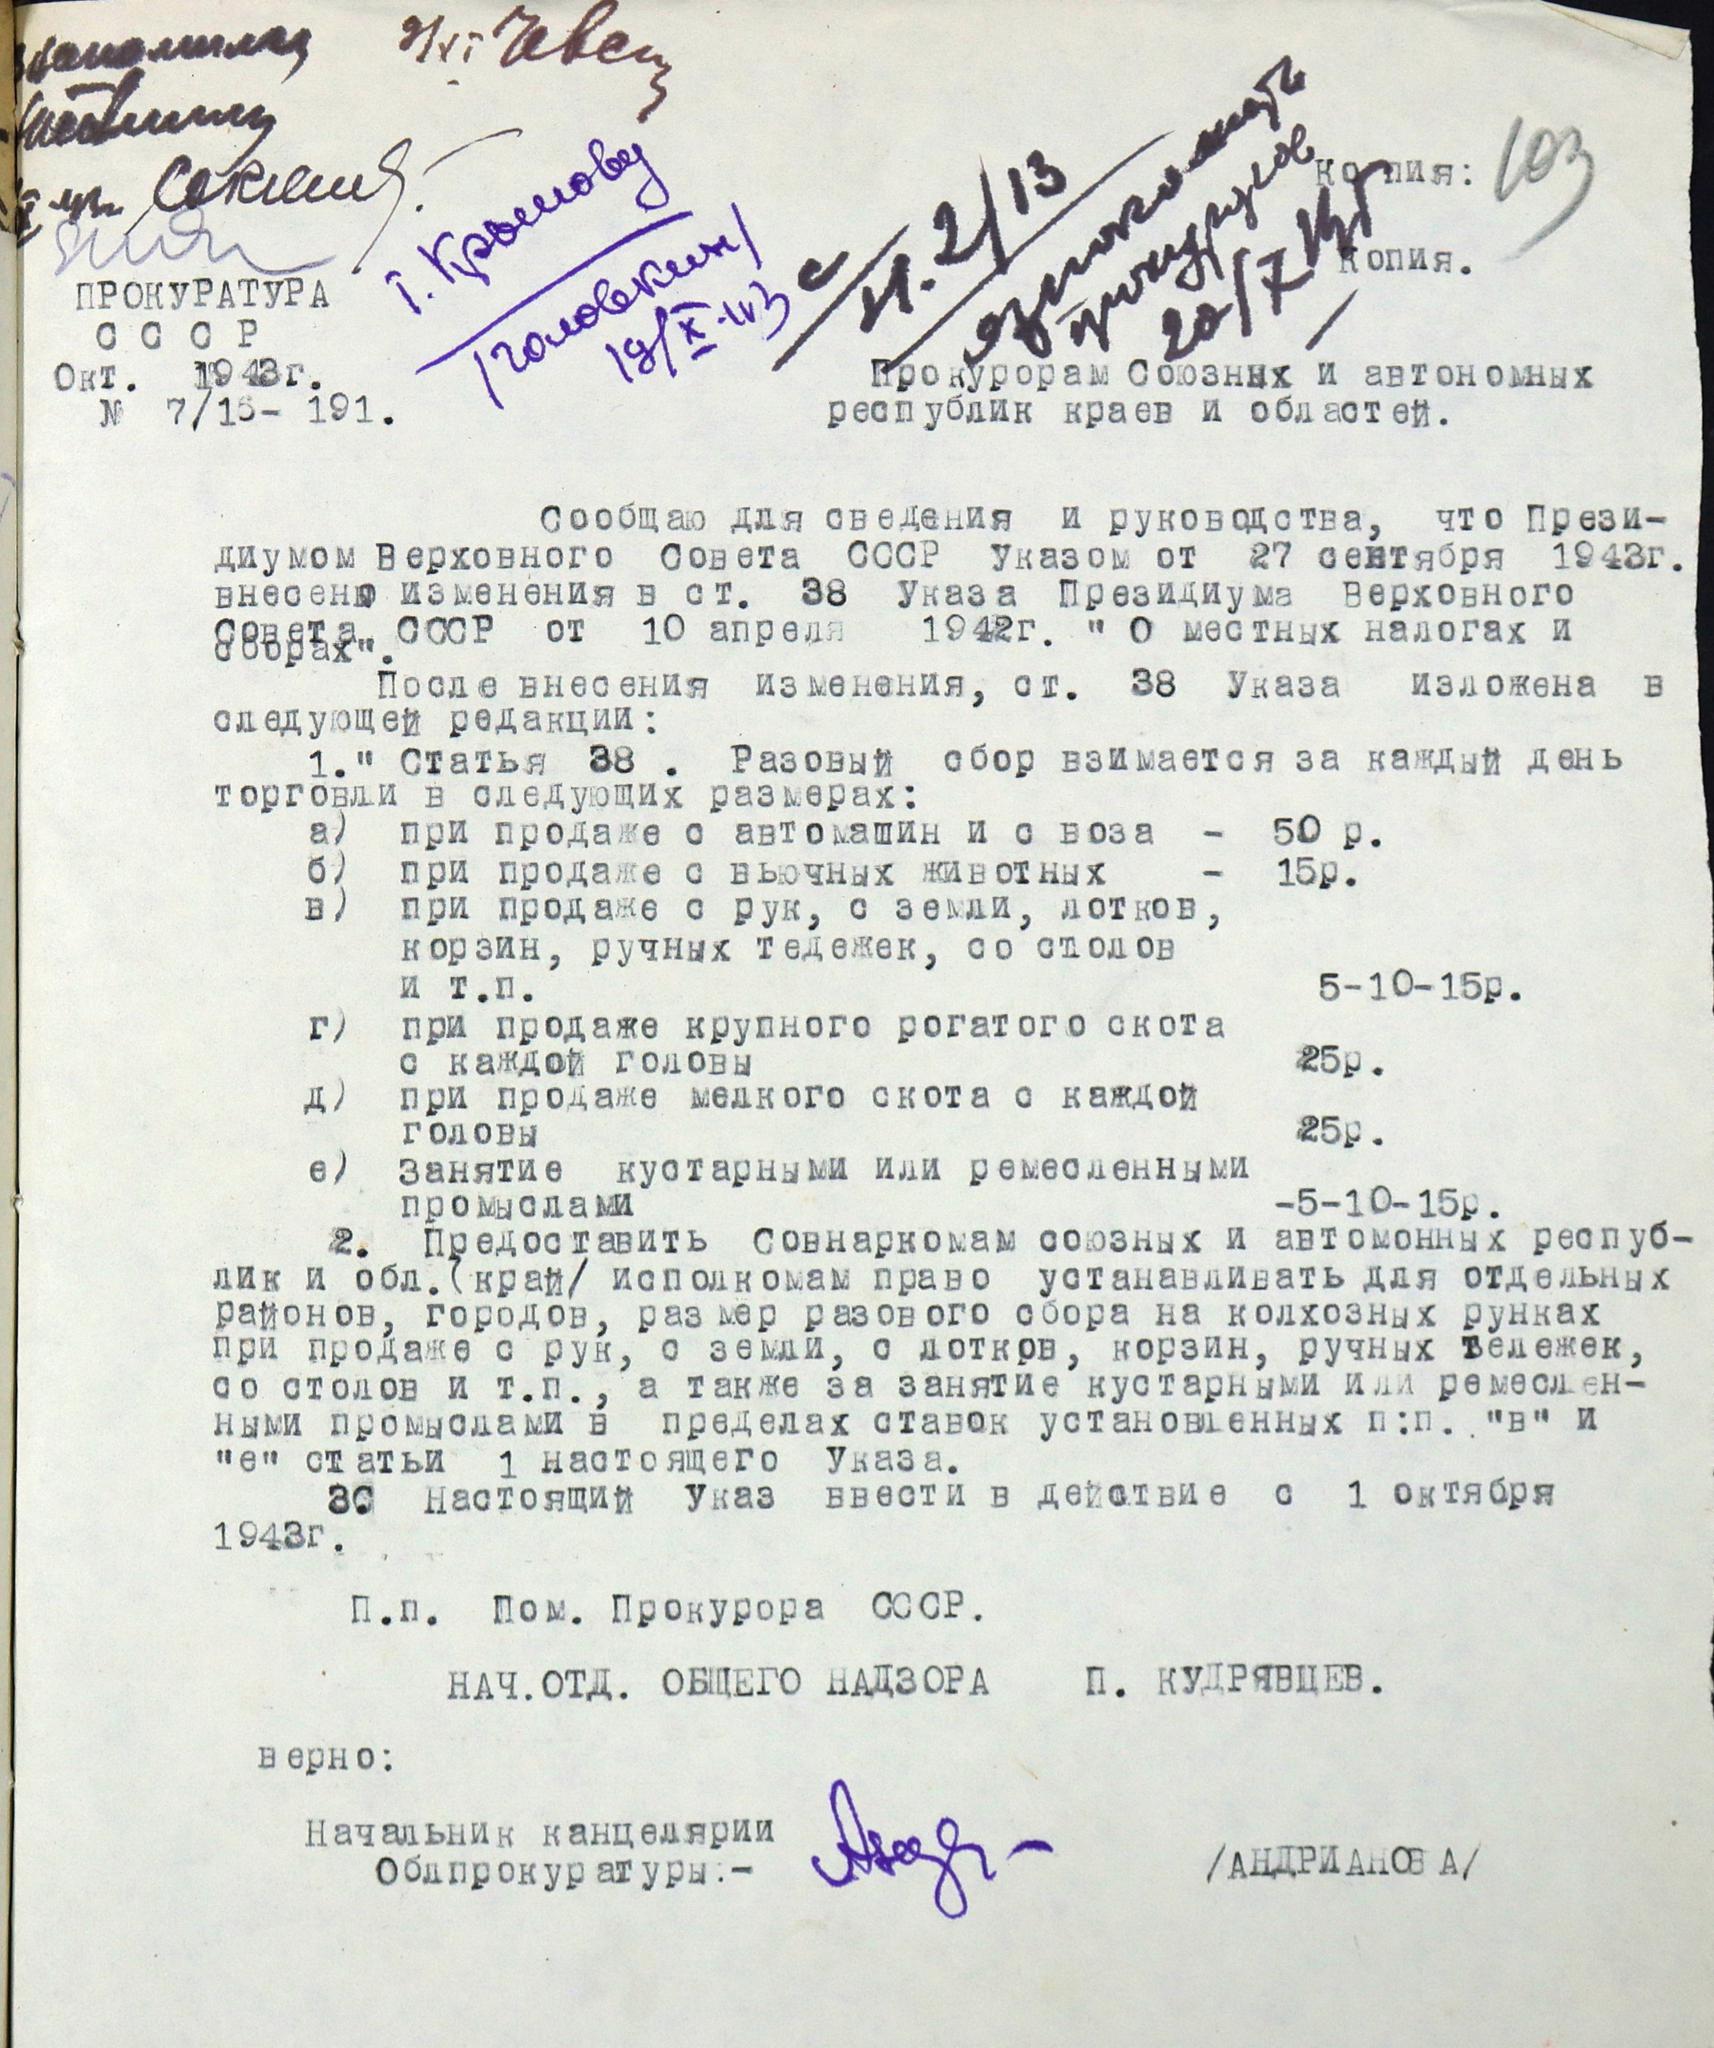 103
копия:
копия.
ПРОКУРАТУРА
С С С Р
Окт. 1943г.
№ 7/15- 191.
Прокурорам Союзных и автономных
республик краев и областей.
Сообщаю для сведения и руководства, что Прези-
диумом Верховного Совета СССР Указом от 27 сентября 1943г.
внесены изменения в ст. 38 Указа Президиума Верховного
Совета СССР от 10 апреля 1942г. " О местных налогах и
сборах".
После внесения изменения, ст. 38 Указа изложена в
следующей редакции:
1." Статья 38 . Разовый сбор взимается за каждый день
торговли в следующих размерах:
а) при продаже с автомашин и с воза - 50 р.
б) при продаже с вьючных животных - 15р.
в) при продаже с рук, с земли, лотков,
корзин, ручных тедежек, со столов
и т.п. 5-10-15р.
г) при продаже крупного рогатого скота
с каждой головы 25р.
д) при продаже мелкого скота с каждой
головы 25р.
е) Занятие кустарными или ремесленными
промыслами -5-10-15р.
2. Предоставить Совнаркомам союзных и автомонных респуб-
лик и обл.(край/ исполкомам право устанавливать для отдельных
районов, городов, размер разового сбора на колхозных рунках
при продаже с рук, с земли, с лотков, корзин, ручных тележек,
со столов и т.п., а также за занятие кустарными или ремеслен-
ными промыслами в пределах ставок установленных п:п. "в" и
"е" статьи 1 настоящего Указа.
3. Настоящий Указ ввести в действие с 1 октября
1943г.
П.п. Пом. Прокурора СССР.
НАЧ.ОТД. ОБЩЕГО НАДЗОРА П. КУДРЯВЦЕВ.
верно:
Начальник канцелярии
Облпрокуратуры:- /АНДРИАНОВА/